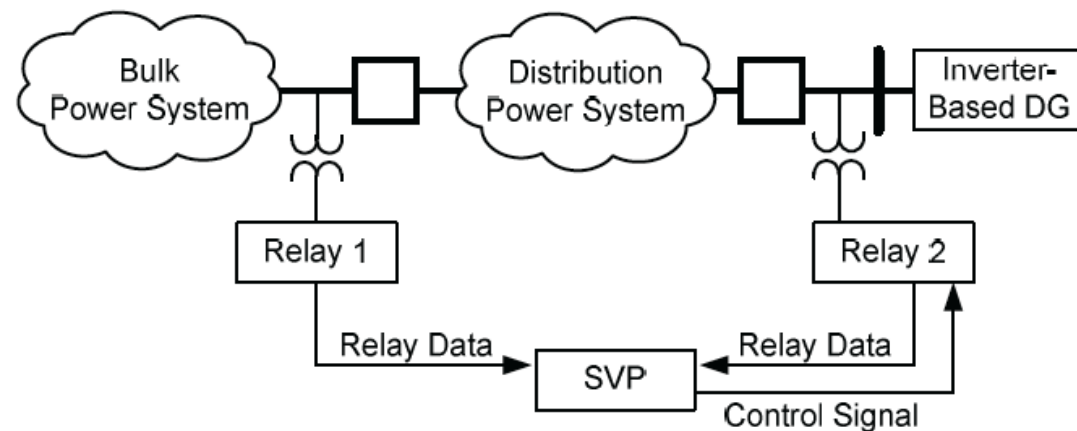 Bulk
Power System
Distribution
Power System
Inverter-
Based DG
Relay 1
Relay 2
Relay Data
Relay Data
SVP
Control Signal